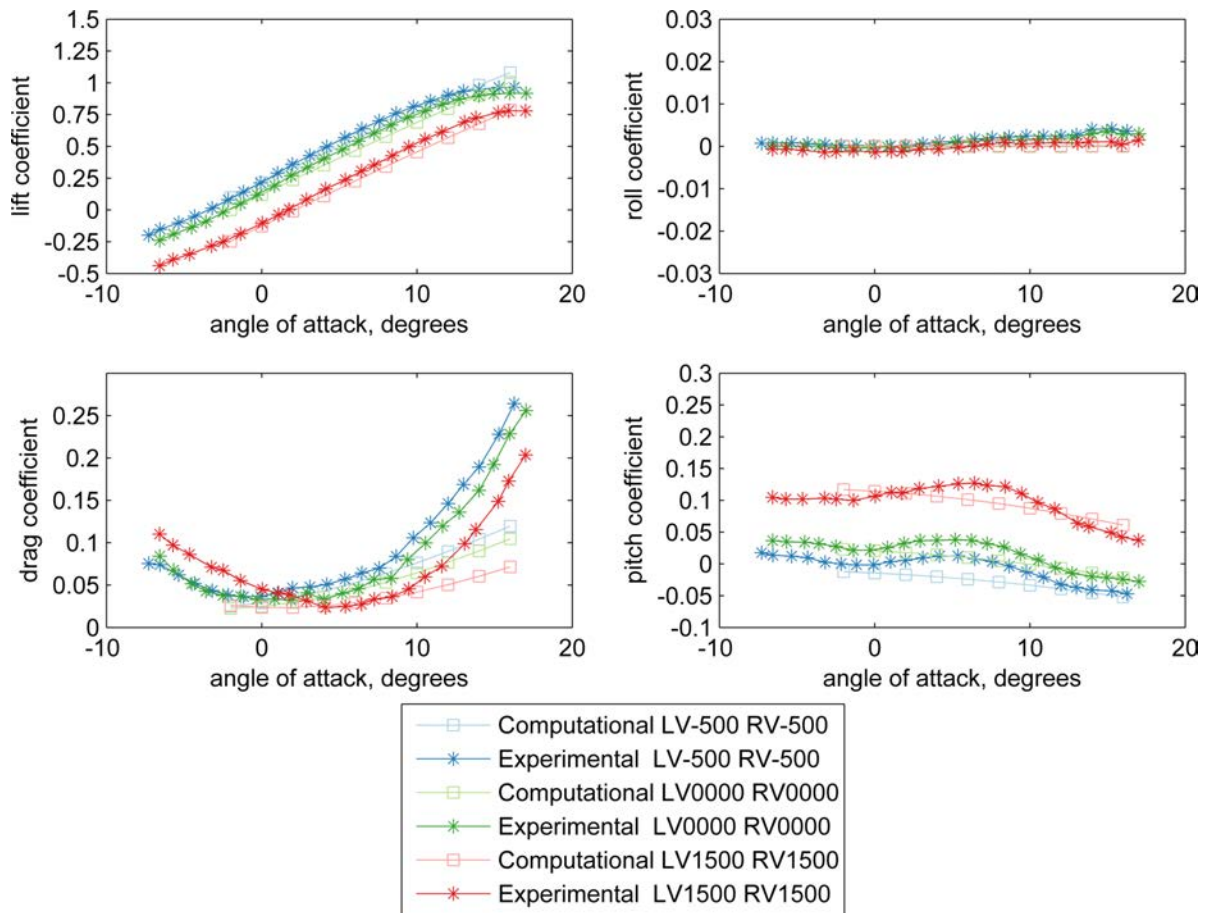 1.5
1.25
1
0.75
0.5
0.25
0
-0.25
-0.5
lift coefficient
-10 0 10 20
angle of attack, degrees
0.03
0.02
0.01
0
-0.01
-0.02
-0.03
roll coefficient
-10 0 10 20
angle of attack, degrees
0.25
0.2
0.15
0.1
0.05
0
drag coefficient
-10 0 10 20
angle of attack, degrees
0.3
0.25
0.2
0.15
0.1
0.05
0
-0.05
-0.1
pitch coefficient
-10 0 10 20
angle of attack, degrees
Computational LV-500 RV-500
Experimental LV-500 RV-500
Computational LV0000 RV0000
Experimental LV0000 RV0000
Computational LV1500 RV1500
Experimental LV1500 RV1500